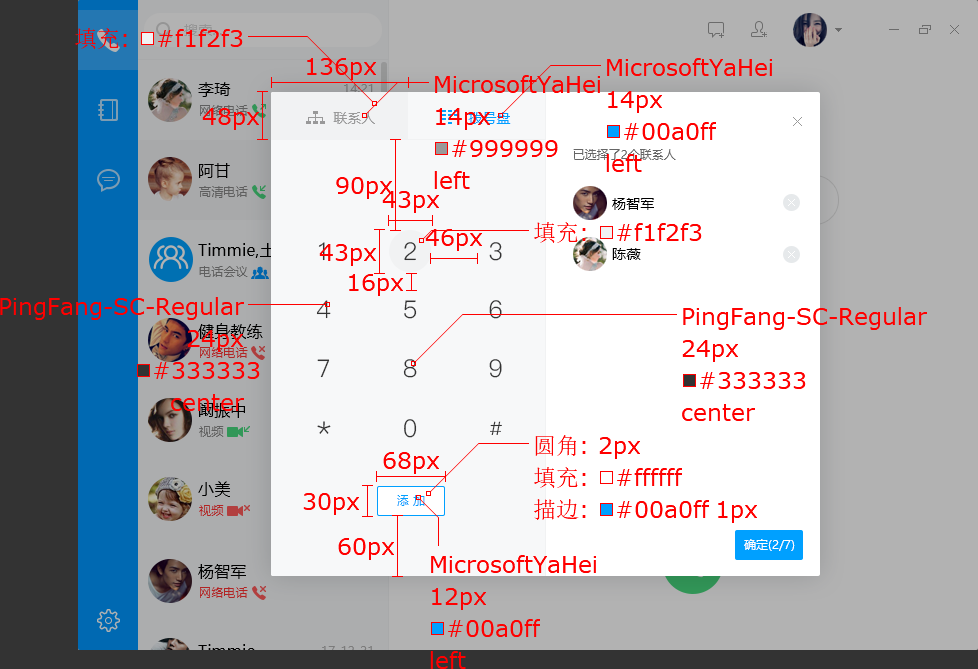 搜索
填充: #f1f2f3
136px
MicrosoftYaHei
14px
#999999
left
MicrosoftYaHei
14px
#00a0ff
left
48px
李琦
14:21
网络电话
联系人
拨号盘
已选择了2个联系人
阿甘
高清电话
90px
43px
杨智军
填充: #f1f2f3
46px
43px
1
2
3
陈薇
Timmie,土
电话会议
16px
PingFang-SC-Regular
24px
#333333
center
4
5
6
PingFang-SC-Regular
24px
#333333
center
健身教练
网络电话
7
8
9
阚振中
视频
*
0
#
圆角: 2px
填充: #ffffff
描边: #00a0ff 1px
68px
30px
小美
视频
添 加
60px
确定(2/7)
MicrosoftYaHei
12px
#00a0ff
left
杨智军
网络电话
Timmie
17-12-21